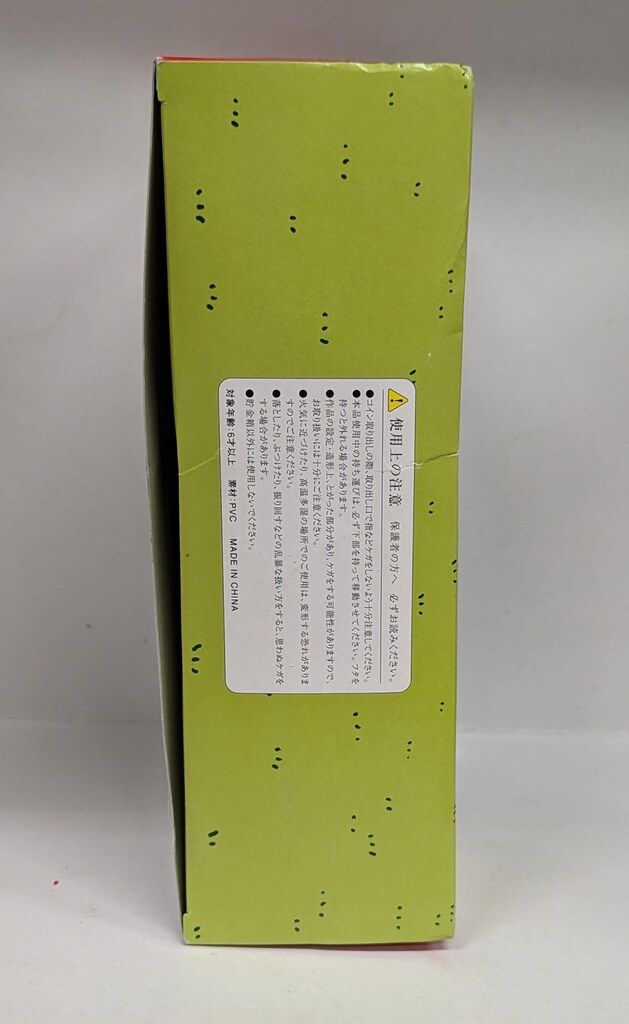 使用上の注意 保護者の方へ 必ずお読みください。
●コイン取り出しの際、取り出し口で指などケガをしないよう十分注意してください。
●本品使用中の持ち運びは、必ず下部を持って移動させてください。フタを
持つと外れる場合があります。
●作品の設定、造形上、とがった部分があり、ケガをする可能性がありますので、
お取り扱いには十分にご注意ください。
●火気に近づけたり、高温多湿の場所でのご使用は、変形する恐れがありま
すのでご注意ください。
●落としたり、ぶつけたり、振り回すなどの乱暴な扱い方をすると、思わぬケガを
する場合があります。
●貯金箱以外には使用しないでください。
対象年齢:6才以上 素材:PVC MADE IN CHINA